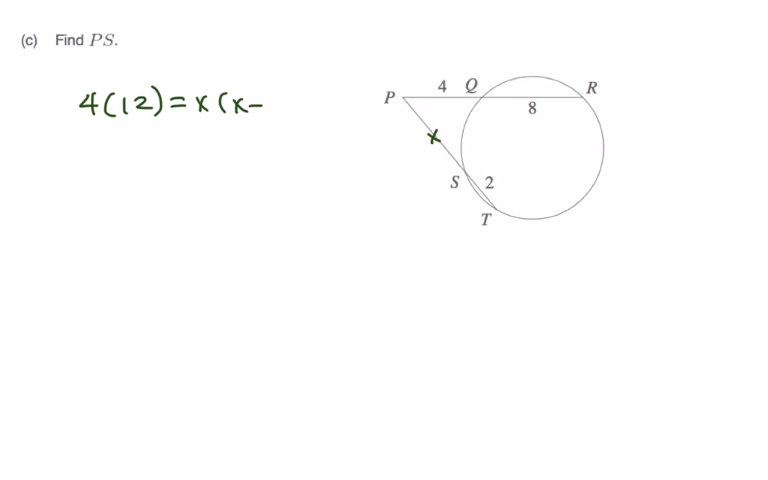 (c) Find PS.
4(12) = x(x-
P 4 Q R
8
x
S 2
T